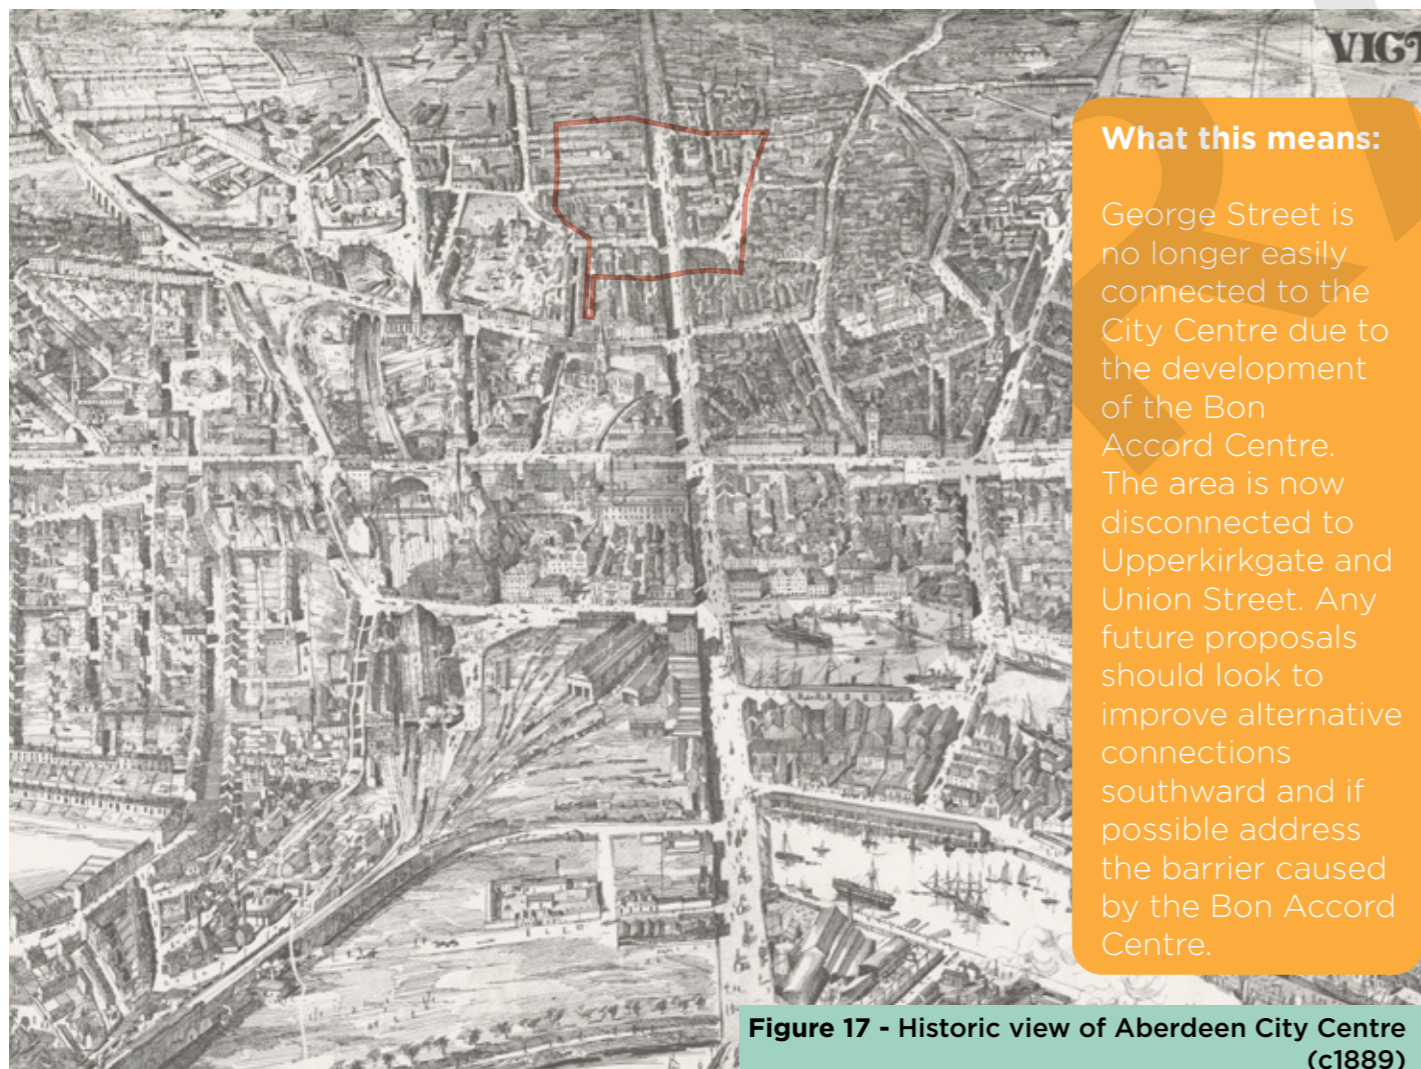 What this means:
George Street is
no longer easily
connected to the
City Centre due to
the development
of the Bon
Accord Centre.
The area is now
disconnected to
Upperkirkgate and
Union Street. Any
future proposals
should look to
improve alternative
connections
southward and if
possible address
the barrier caused
by the Bon Accord
Centre.
Figure 17 - Historic view of Aberdeen City Centre
(c1889)